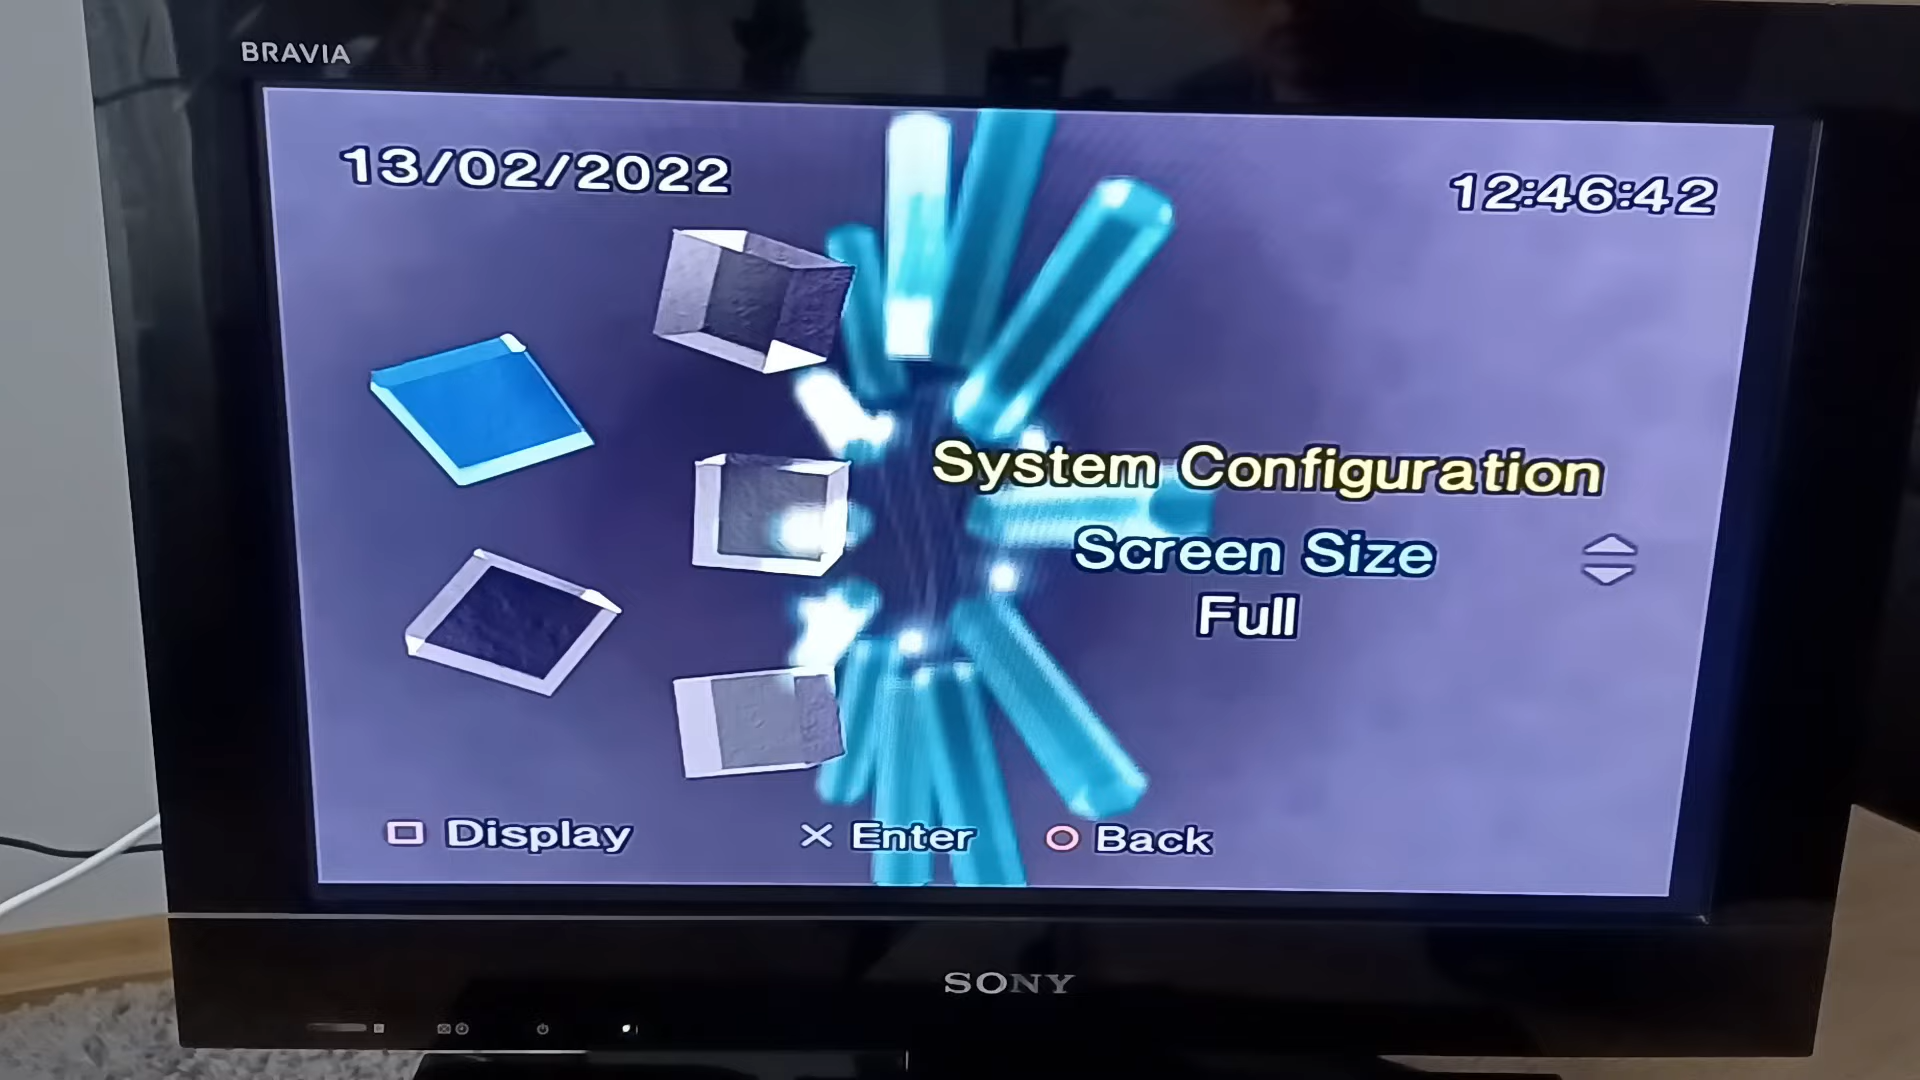 BRAVIA
13/02/2022
12:46:42
System Configuration
Screen Size
Full
Display
Enter
Back
SONY